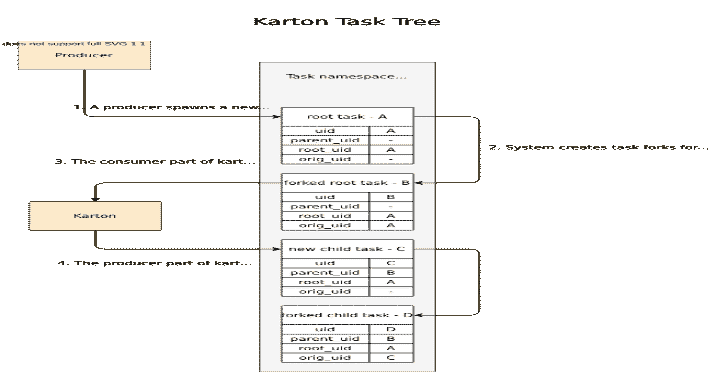 Karton Task Tree
does not support full SVG 1.1
Producer
Task namespace...
1. A producer spawns a new...
root task - A
uid A
parent_uid -
root_uid A
orig_uid -
2. System creates task forks for...
3. The consumer part of kart...
forked root task - B
uid B
parent_uid -
root_uid A
orig_uid A
Karton
new child task - C
uid C
parent_uid B
root_uid A
orig_uid -
4. The producer part of kart...
forked child task - D
uid D
parent_uid B
root_uid A
orig_uid C